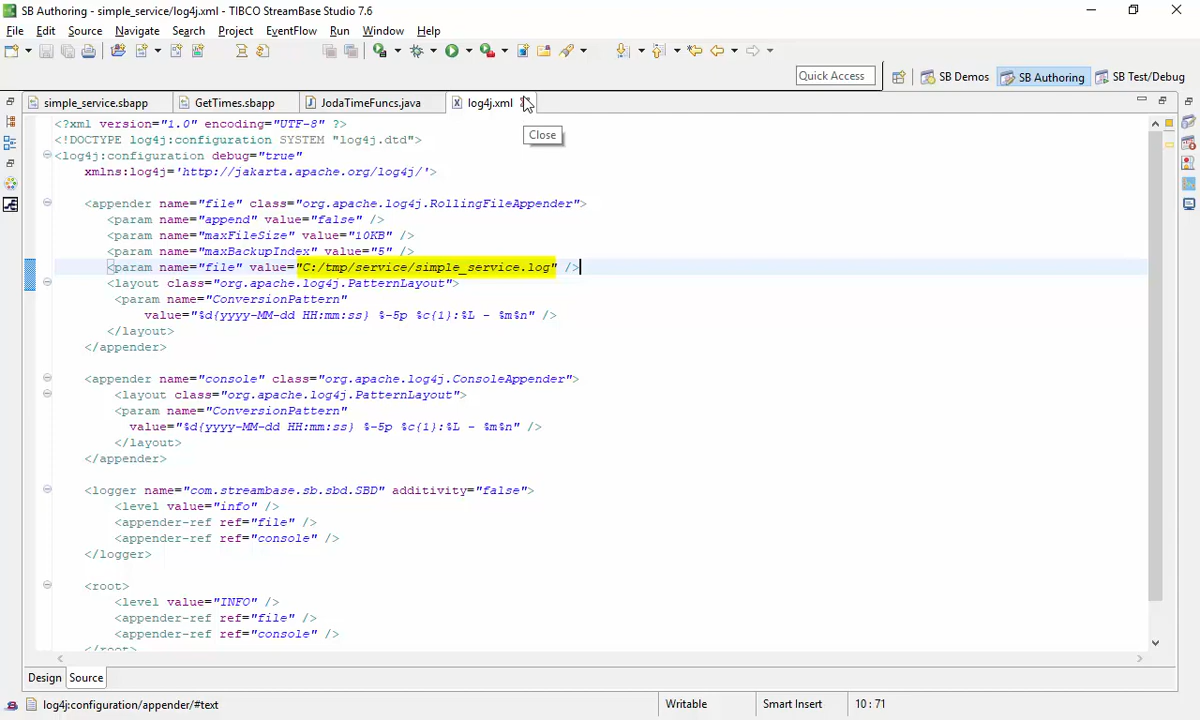 SB Authoring - simple_service/log4j.xml - TIBCO StreamBase Studio 7.6
File Edit Source Navigate Search Project EventFlow Run Window Help
Quick Access SB Demos SB Authoring SB Test/Debug
simple_service.sbapp GetTimes.sbapp JodaTimeFuncs.java log4j.xml
Close
<?xml version="1.0" encoding="UTF-8" ?>
<!DOCTYPE log4j:configuration SYSTEM "log4j.dtd">
<log4j:configuration debug="true"
xmlns:log4j='http://jakarta.apache.org/log4j/'>
<appender name="file" class="org.apache.log4j.RollingFileAppender">
<param name="append" value="false" />
<param name="maxFileSize" value="10KB" />
<param name="maxBackupIndex" value="5" />
<param name="file" value="C:/tmp/service/simple_service.log" />
<layout class="org.apache.log4j.PatternLayout">
<param name="ConversionPattern"
value="%d{yyyy-MM-dd HH:mm:ss} %-5p %c{1}:%L - %m%n" />
</layout>
</appender>
<appender name="console" class="org.apache.log4j.ConsoleAppender">
<layout class="org.apache.log4j.PatternLayout">
<param name="ConversionPattern"
value="%d{yyyy-MM-dd HH:mm:ss} %-5p %c{1}:%L - %m%n" />
</layout>
</appender>
<logger name="com.streambase.sb.sbd.SBD" additivity="false">
<level value="info" />
<appender-ref ref="file" />
<appender-ref ref="console" />
</logger>
<root>
<level value="INFO" />
<appender-ref ref="file" />
<appender-ref ref="console" />
</root>
Design Source
log4j:configuration/appender/#text Writable Smart Insert 10 : 71